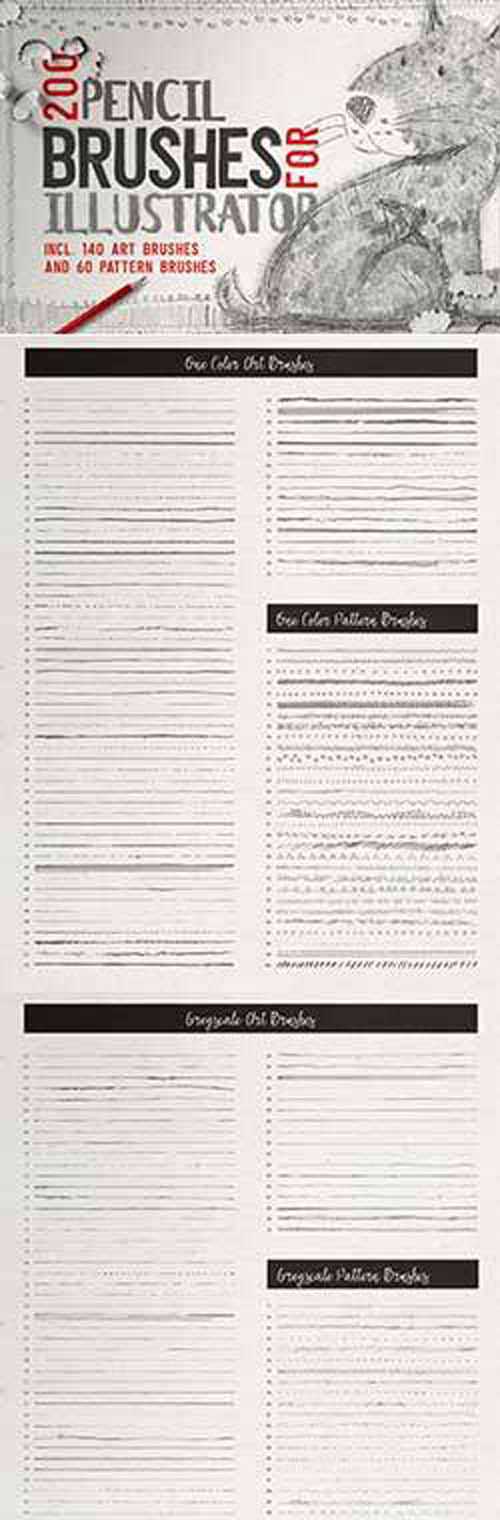 200
PENCIL
BRUSHES
FOR
ILLUSTRATOR
INCL. 140 ART BRUSHES
AND 60 PATTERN BRUSHES
One Color Art Brushes
One Color Pattern Brushes
Greyscale Art Brushes
Greyscale Pattern Brushes